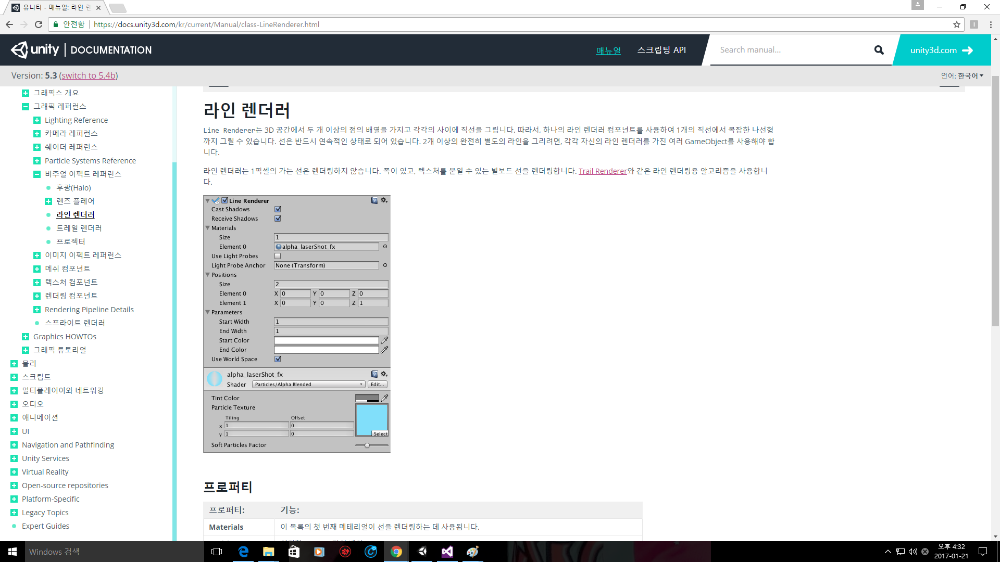 유니티 - 매뉴얼: 라인 렌
안전함
https://docs.unity3d.com/kr/current/Manual/class-LineRenderer.html
unity DOCUMENTATION
매뉴얼
스크립팅 API
Search manual...
unity3d.com
Version: 5.3 (switch to 5.4b)
언어: 한국어
그래픽스 개요
그래픽 레퍼런스
Lighting Reference
카메라 레퍼런스
쉐이더 레퍼런스
Particle Systems Reference
비주얼 이펙트 레퍼런스
후광(Halo)
렌즈 플레어
라인 렌더러
트레일 렌더러
프로젝터
이미지 이펙트 레퍼런스
메쉬 컴포넌트
텍스처 컴포넌트
렌더링 컴포넌트
Rendering Pipeline Details
스프라이트 렌더러
Graphics HOWTOs
그래픽 튜토리얼
물리
스크립트
멀티플레이어와 네트워킹
오디오
애니메이션
UI
Navigation and Pathfinding
Unity Services
Virtual Reality
Open-source repositories
Platform-Specific
Legacy Topics
Expert Guides
라인 렌더러
Line Renderer는 3D 공간에서 두 개 이상의 점의 배열을 가지고 각각의 사이에 직선을 그립니다. 따라서, 하나의 라인 렌더러 컴포넌트를 사용하여 1개의 직선에서 복잡한 나선형
까지 그릴 수 있습니다. 선은 반드시 연속적인 상태로 되어 있습니다. 2개 이상의 완전히 별도의 라인을 그리려면, 각각 자신의 라인 렌더러를 가진 여러 GameObject를 사용해야 합
니다.
라인 렌더러는 1픽셀의 가는 선은 렌더링하지 않습니다. 폭이 있고, 텍스처를 붙일 수 있는 빌보드 선을 렌더링합니다. Trail Renderer와 같은 라인 렌더링용 알고리즘을 사용합니
다.
Line Renderer
Cast Shadows
Receive Shadows
Materials
Size 1
Element 0 alpha_laserShot_fx
Use Light Probes
Light Probe Anchor None (Transform)
Positions
Size 2
Element 0 X 0 Y 0 Z 0
Element 1 X 0 Y 0 Z 1
Parameters
Start Width 1
End Width 1
Start Color
End Color
Use World Space
alpha_laserShot_fx
Shader Particles/Alpha Blended Edit...
Tint Color
Particle Texture
Tiling Offset
x 1 0
y 1 0
Select
Soft Particles Factor
프로퍼티
프로퍼티: 기능:
Materials 이 목록의 첫 번째 메테리얼이 선을 렌더링하는 데 사용됩니다.
Windows 검색
오후 4:32
2017-01-21